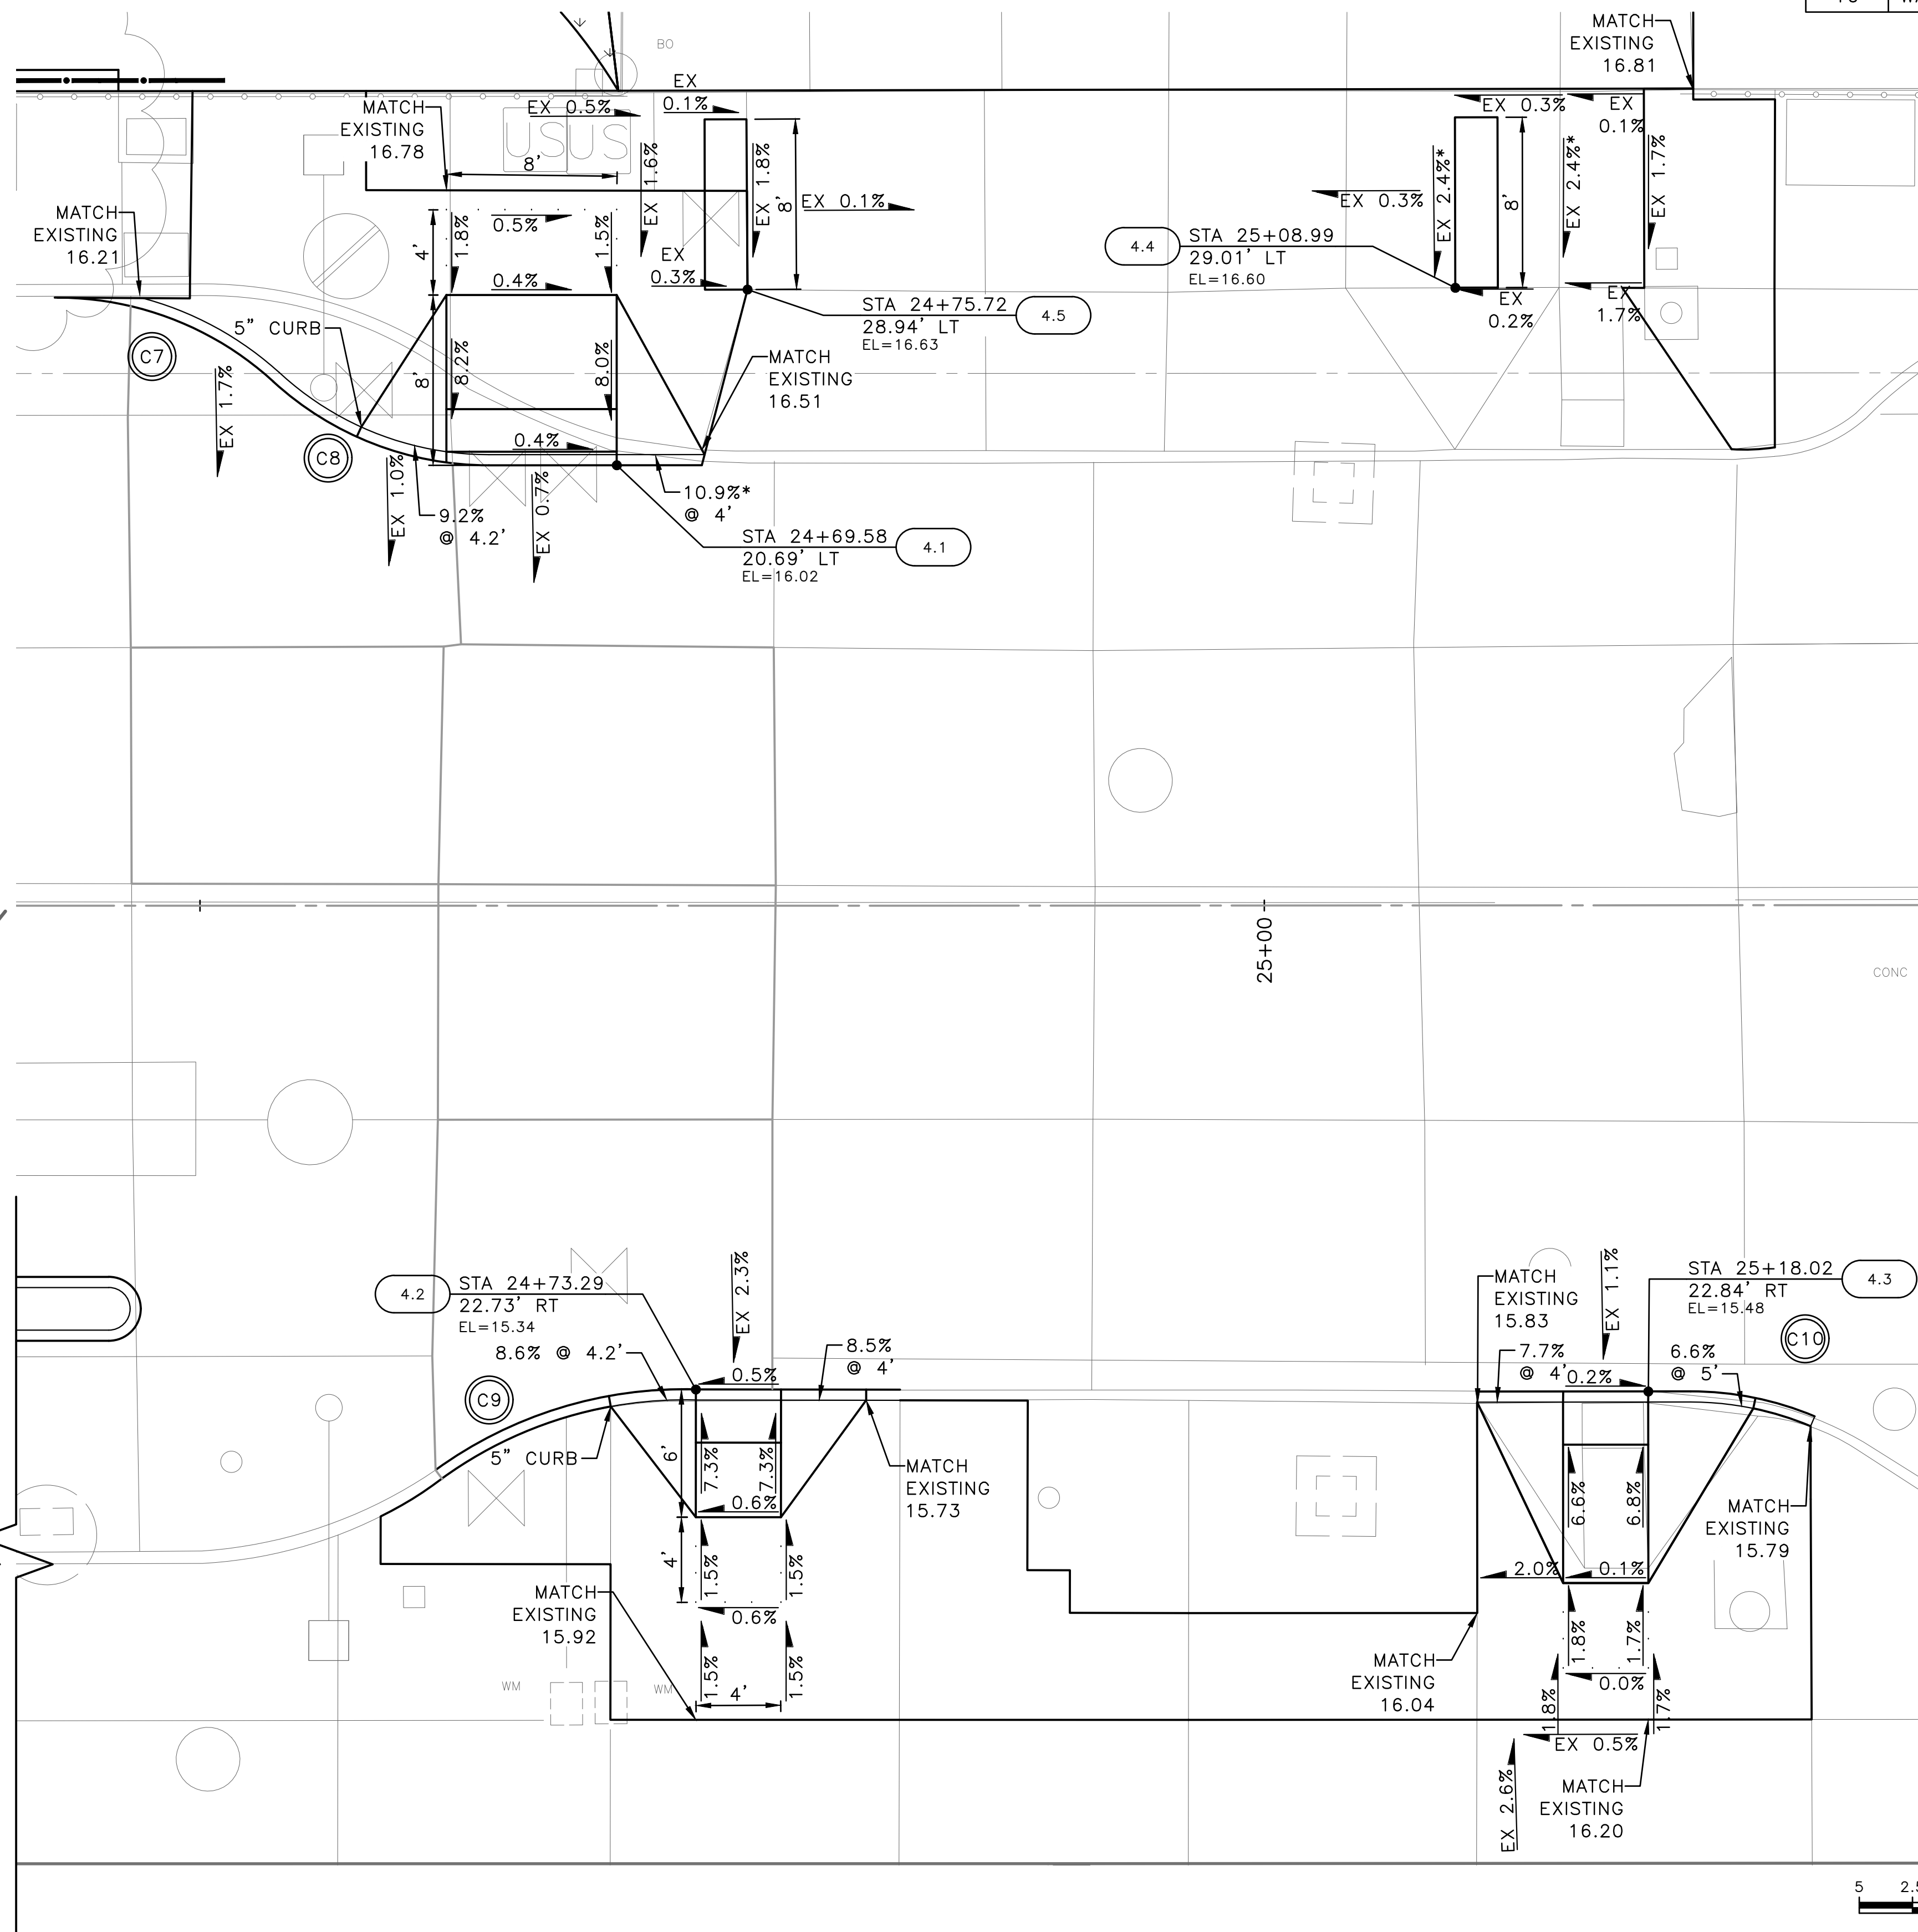 MATCH
EXISTING
16.81
BO
EX
0.1%
EX 0.5%
MATCH
EXISTING
16.78
US
US
8'
EX 1.6%
EX 1.8%
8'
EX 0.1%
EX 0.3%
EX
0.1%
EX 2.4%*
EX 2.4%*
EX 1.7%
8'
EX 0.3%
MATCH
EXISTING
16.21
4'
1.8%
0.5%
1.5%
EX
0.3%
0.4%
4.4
STA 25+08.99
29.01' LT
EL=16.60
EX
0.2%
EX
1.7%
STA 24+75.72
28.94' LT
EL=16.63
4.5
5" CURB
C7
8'
8.2%
8.0%
MATCH
EXISTING
16.51
EX 1.7%
C8
0.4%
EX 1.0%
9.2%
@ 4.2'
EX 0.7%
10.9%*
@ 4'
STA 24+69.58
20.69' LT
EL=16.02
4.1
25+00
CONC
4.2
STA 24+73.29
22.73' RT
EL=15.34
EX 2.3%
8.6% @ 4.2'
8.5%
@ 4'
0.5%
C9
5" CURB
6'
7.3%
7.3%
0.6%
MATCH
EXISTING
15.73
4'
1.5%
1.5%
0.6%
MATCH
EXISTING
15.92
1.5%
1.5%
4'
WM
WM
MATCH
EXISTING
15.83
EX 1.1%
STA 25+18.02
22.84' RT
EL=15.48
4.3
C10
7.7%
@ 4'
0.2%
6.6%
@ 5'
6.6%
6.8%
MATCH
EXISTING
15.79
2.0%
0.1%
1.8%
1.7%
MATCH
EXISTING
16.04
0.0%
1.8%
1.7%
EX 0.5%
EX 2.6%
MATCH
EXISTING
16.20
5